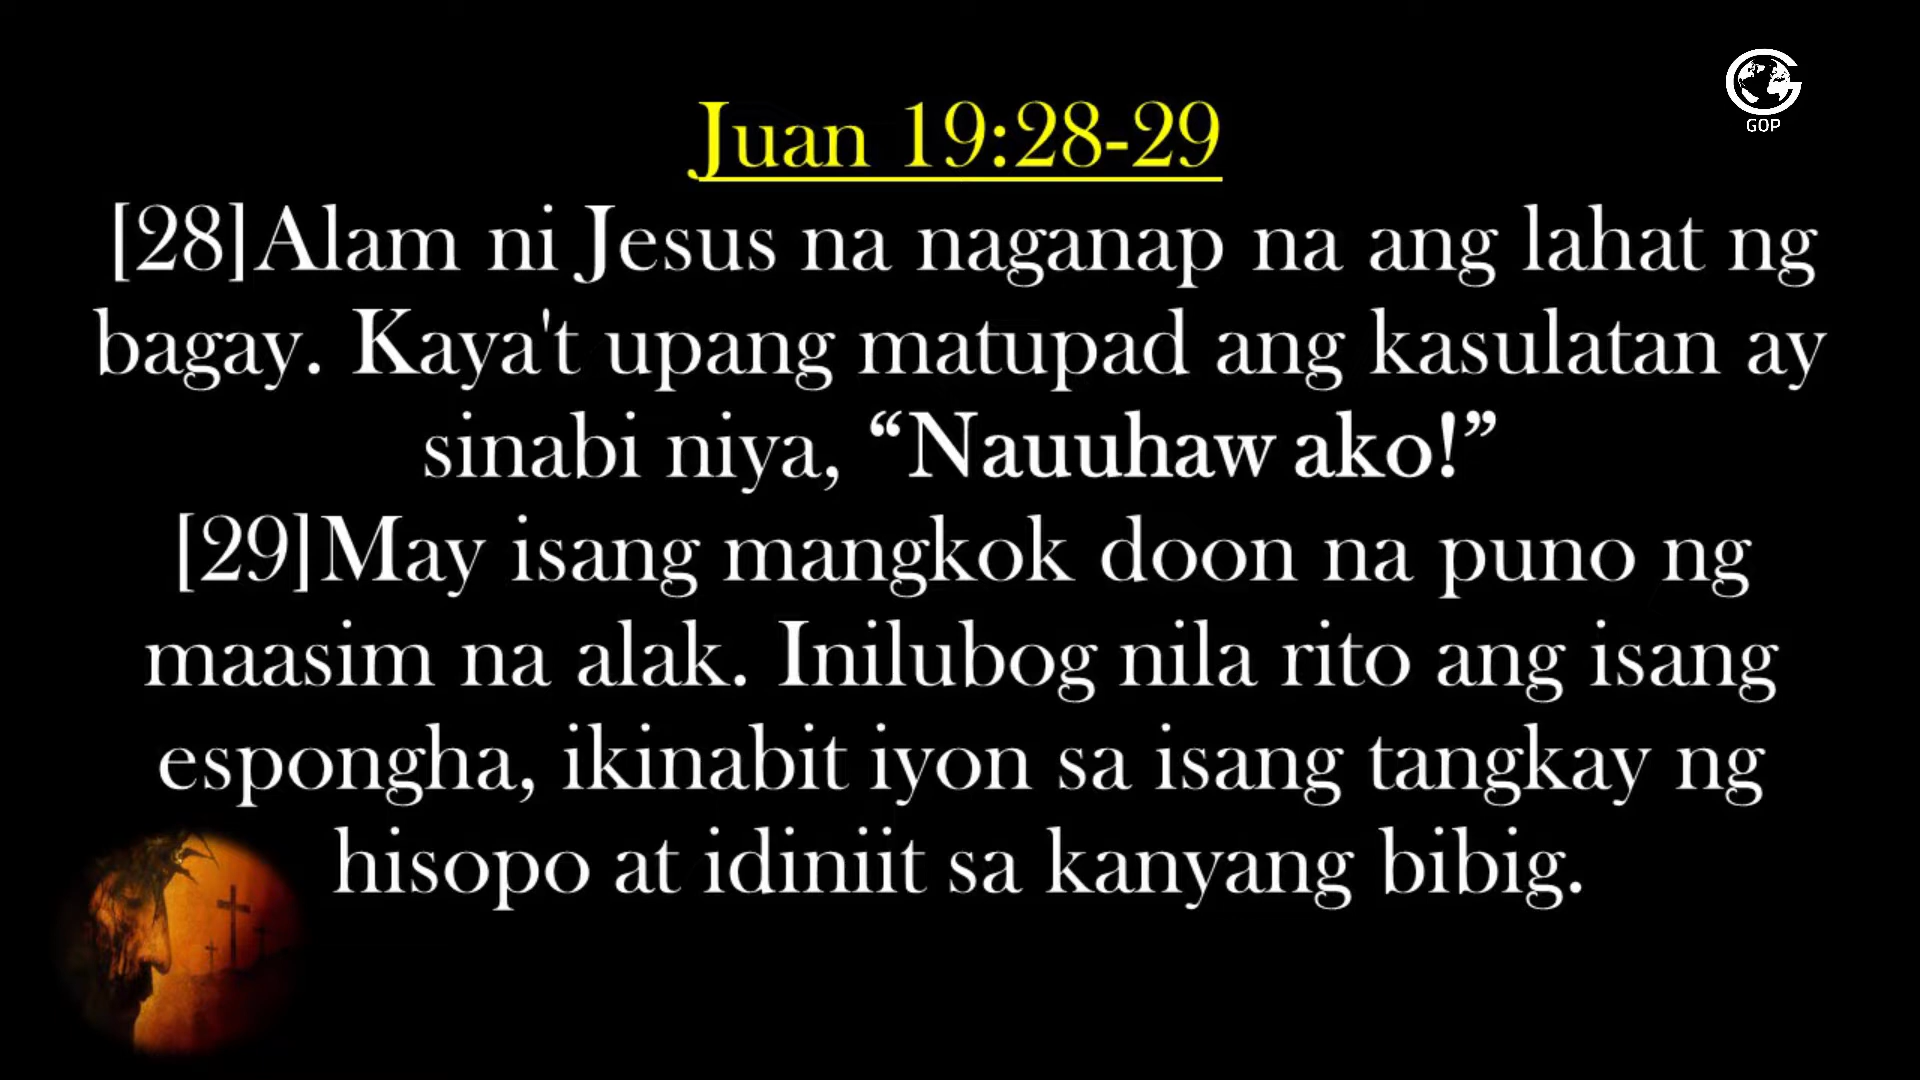 GOP
Juan 19:28-29
[28]Alam ni Jesus na naganap na ang lahat ng
bagay. Kaya't upang matupad ang kasulatan ay
sinabi niya, “Nauuhaw ako!”
[29]May isang mangkok doon na puno ng
maasim na alak. Inilubog nila rito ang isang
espongha, ikinabit iyon sa isang tangkay ng
hisopo at idiniit sa kanyang bibig.